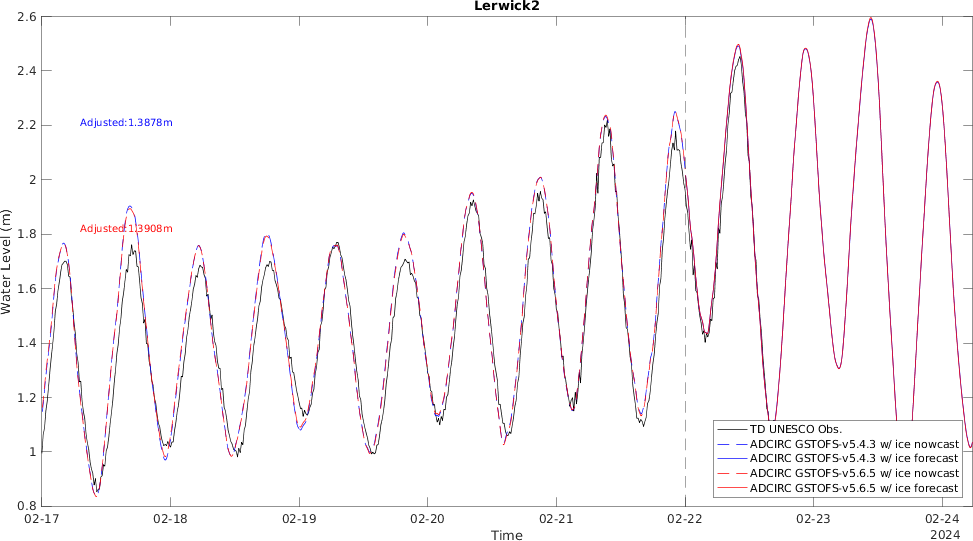 Lerwick2
2.6
2.4
2.2
2
1.8
1.6
1.4
1.2
1
0.8
Water Level (m)
Adjusted:1.3878m
Adjusted:1.3908m
TD UNESCO Obs.
ADCIRC GSTOFS-v5.4.3 w/ ice nowcast
ADCIRC GSTOFS-v5.4.3 w/ ice forecast
ADCIRC GSTOFS-v5.6.5 w/ ice nowcast
ADCIRC GSTOFS-v5.6.5 w/ ice forecast
02-17 02-18 02-19 02-20 02-21 02-22 02-23 02-24
Time
2024